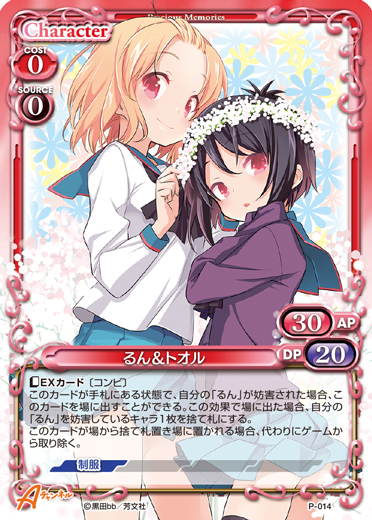 Precious Memories
Character
COST
0
SOURCE
0
30 AP
るん&トオル
DP 20
EXカード〔コンビ〕
このカードが手札にある状態で、自分の「るん」が妨害された場合、こ
のカードを場に出すことができる。この効果で場に出た場合、自分の
「るん」を妨害しているキャラ1枚を捨て札にする。
このカードが場から捨て札置き場に置かれる場合、代わりにゲームか
ら取り除く。
制服
Aチャンネル
©黒田bb/芳文社
P-014